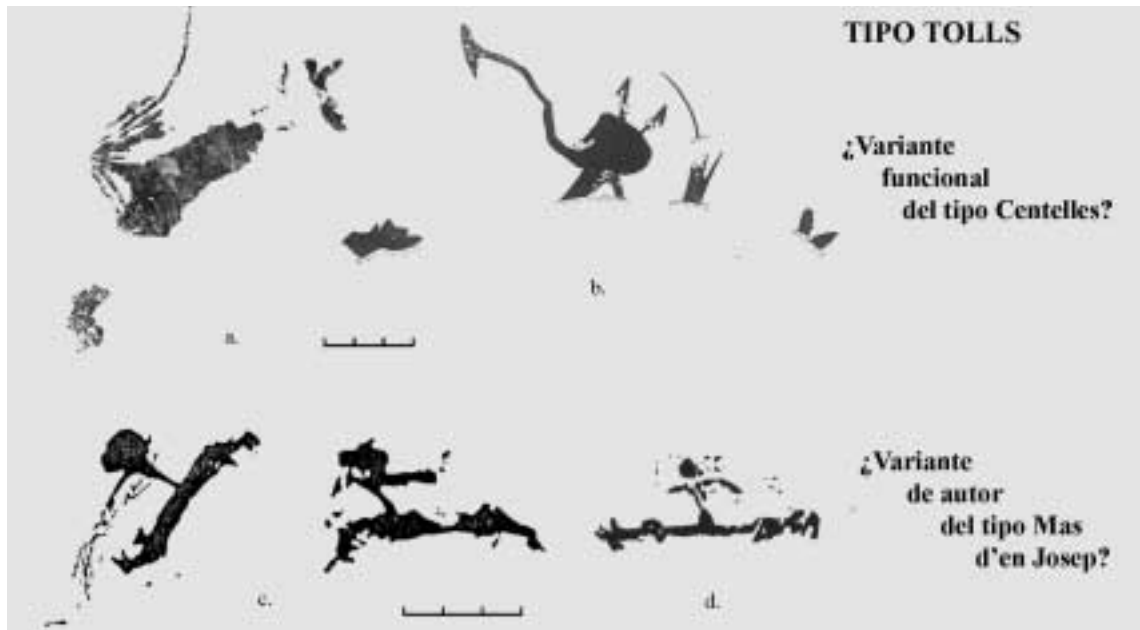 TIPO TOLLS
¿Variante
funcional
del tipo Centelles?
a.
b.
¿Variante
de autor
del tipo Mas
d'en Josep?
c.
d.